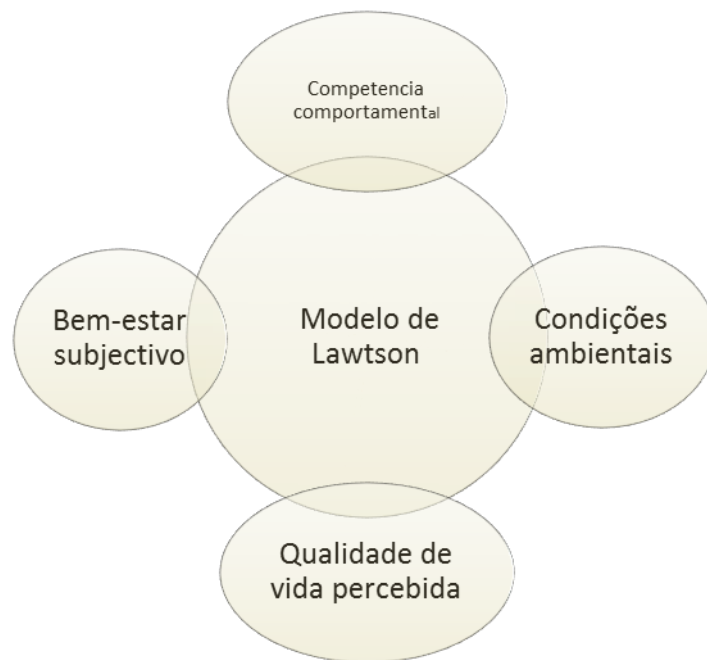 Competencia
comportamental
Bem-estar
subjectivo
Modelo de
Lawtson
Condições
ambientais
Qualidade de
vida percebida